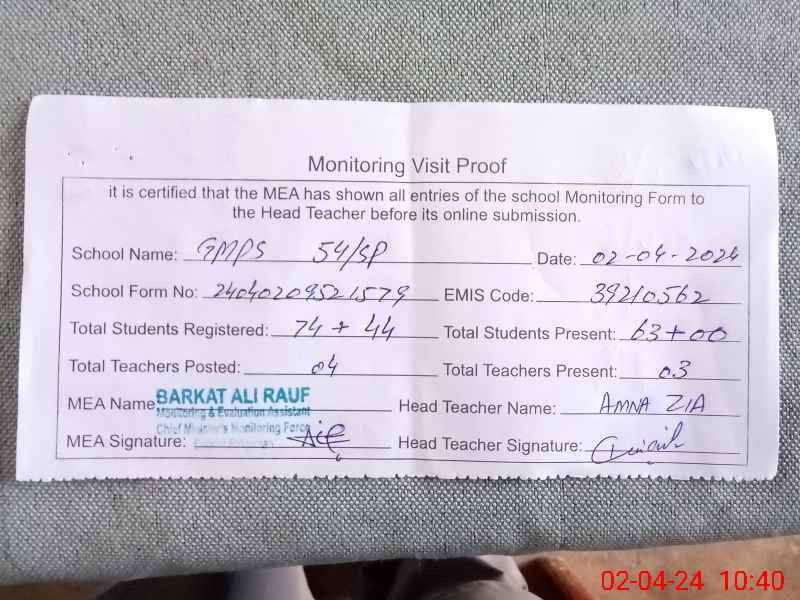 Monitoring Visit Proof
it is certified that the MEA has shown all entries of the school Monitoring Form to
the Head Teacher before its online submission.
School Name: GMPS 54/SP Date: 02-04-2024
School Form No: 24040209521579 EMIS Code: 39210562
Total Students Registered: 74 + 44 Total Students Present: 63+00
Total Teachers Posted: 04 Total Teachers Present: 03
MEA Name BARKAT ALI RAUF Head Teacher Name: AMNA ZIA
Monitoring & Evaluation Assistant
Chief Minister's Monitoring Force
MEA Signature: Head Teacher Signature:
02-04-24 10:40